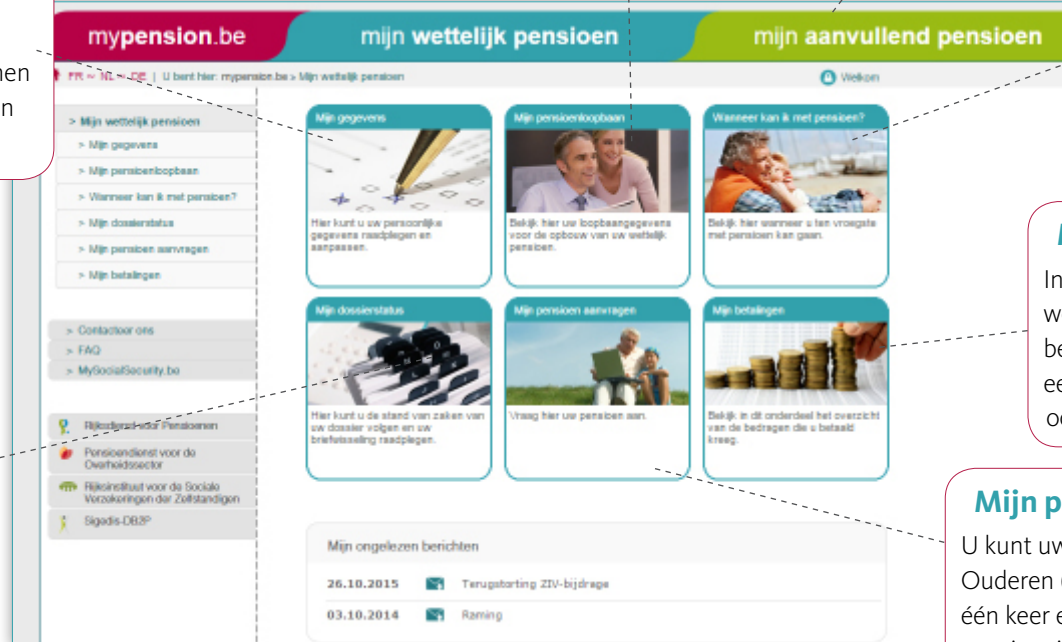 mypension.be
mijn wettelijk pensioen
mijn aanvullend pensioen
FR ~ NL ~ DE | U bent hier: mypension.be > Mijn wettelijk pensioen
Welkom
> Mijn wettelijk pensioen
> Mijn gegevens
> Mijn pensioenloopbaan
> Wanneer kan ik met pensioen?
> Mijn dossierstatus
> Mijn pensioen aanvragen
> Mijn betalingen
> Contacteer ons
> FAQ
> MySocialSecurity.be
Rijksdienst voor Pensioenen
Pensioendienst voor de
Overheidssector
Rijksinstituut voor de Sociale
Verzekeringen der Zelfstandigen
Sigedis-DB2P
Mijn gegevens
Hier kunt u uw persoonlijke
gegevens raadplegen en
aanpassen.
Mijn pensioenloopbaan
Bekijk hier uw loopbaangegevens
voor de opbouw van uw wettelijk
pensioen.
Wanneer kan ik met pensioen?
Bekijk hier wanneer u ten vroegste
met pensioen kan gaan.
Mijn dossierstatus
Hier kunt u de stand van zaken van
uw dossier volgen en uw
briefwisseling raadplegen.
Mijn pensioen aanvragen
Vraag hier uw pensioen aan.
Mijn betalingen
Bekijk in dit onderdeel het overzicht
van de bedragen die u betaald
kreeg.
Mijn ongelezen berichten
26.10.2015 Terugstorting ZIV-bijdrage
03.10.2014 Raming
Mijn p
U kunt uw
Ouderen
één keer e